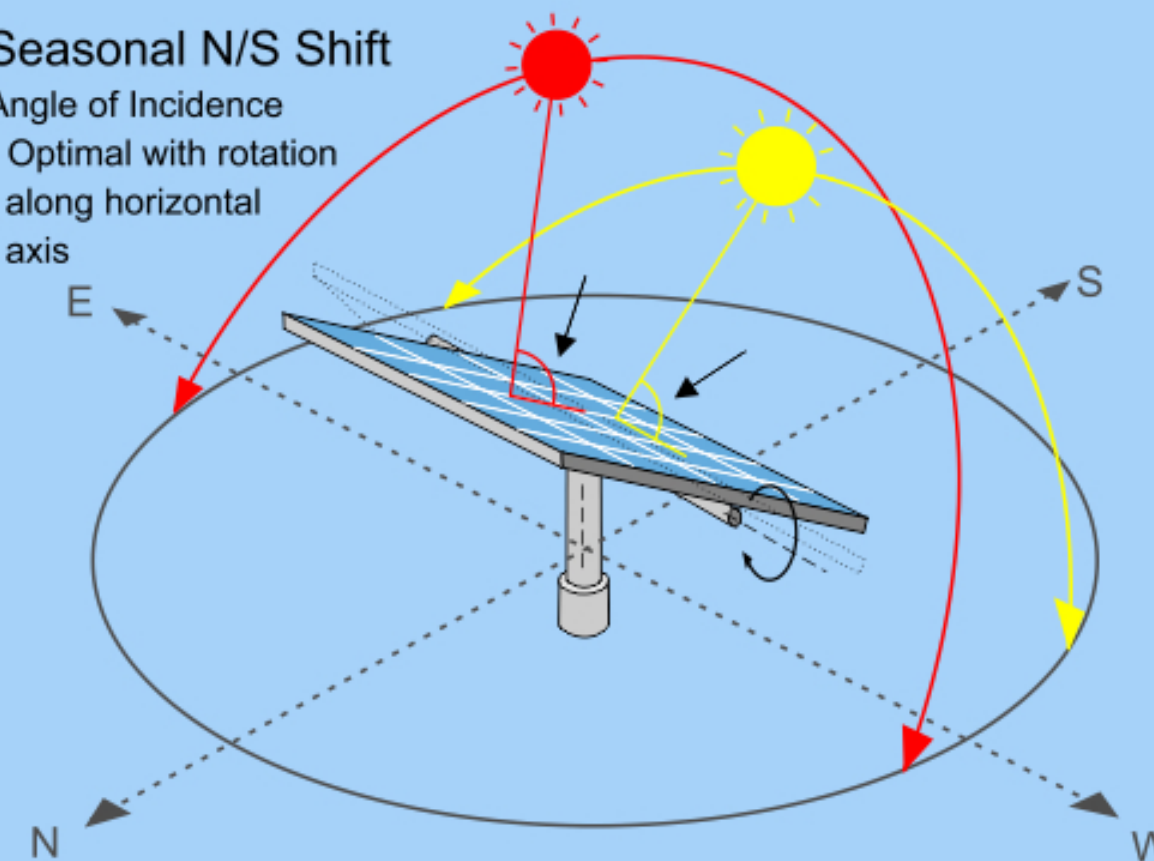 Seasonal N/S Shift
Angle of Incidence
Optimal with rotation
along horizontal
axis
E
S
N
W